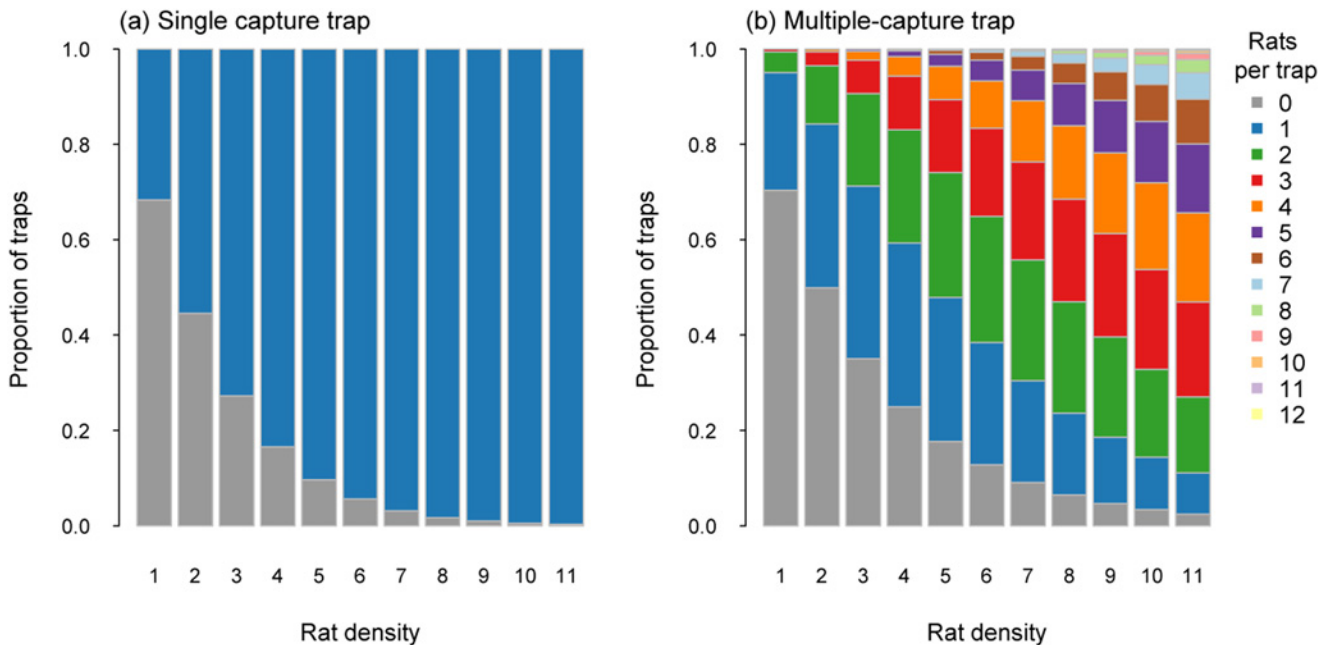 (a) Single capture trap
Proportion of traps
1.0
0.8
0.6
0.4
0.2
0.0
1 2 3 4 5 6 7 8 9 10 11
Rat density
(b) Multiple-capture trap
Proportion of traps
1.0
0.8
0.6
0.4
0.2
0.0
1 2 3 4 5 6 7 8 9 10 11
Rat density
Rats
per trap
0
1
2
3
4
5
6
7
8
9
10
11
12